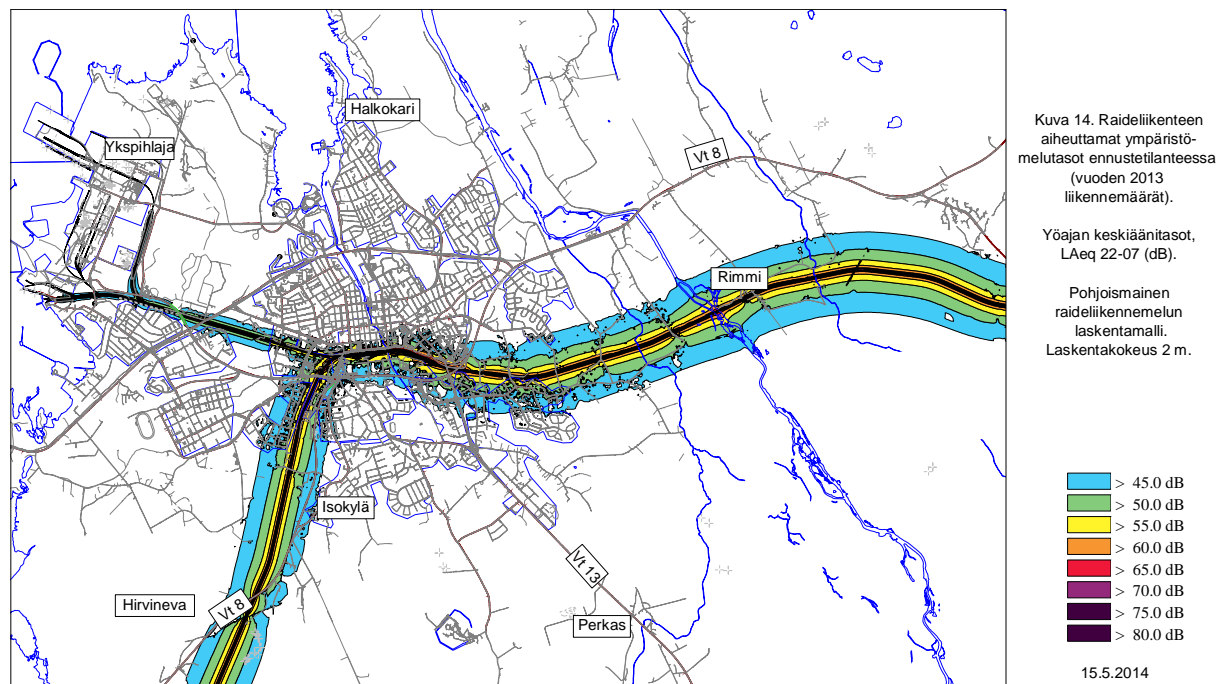 Halkokari
Ykspihlaja
Vt 8
Rimmi
Isokylä
Vt 13
Hirvineva
Vt 8
Perkas
Kuva 14. Raideliikenteen
aiheuttamat ympäristö-
melutasot ennustetilanteessa
(vuoden 2013
liikennemäärät).
Yöajan keskiäänitasot,
LAeq 22-07 (dB).
Pohjoismainen
raideliikennemelun
laskentamalli.
Laskentakokeus 2 m.
> 45.0 dB
> 50.0 dB
> 55.0 dB
> 60.0 dB
> 65.0 dB
> 70.0 dB
> 75.0 dB
> 80.0 dB
15.5.2014